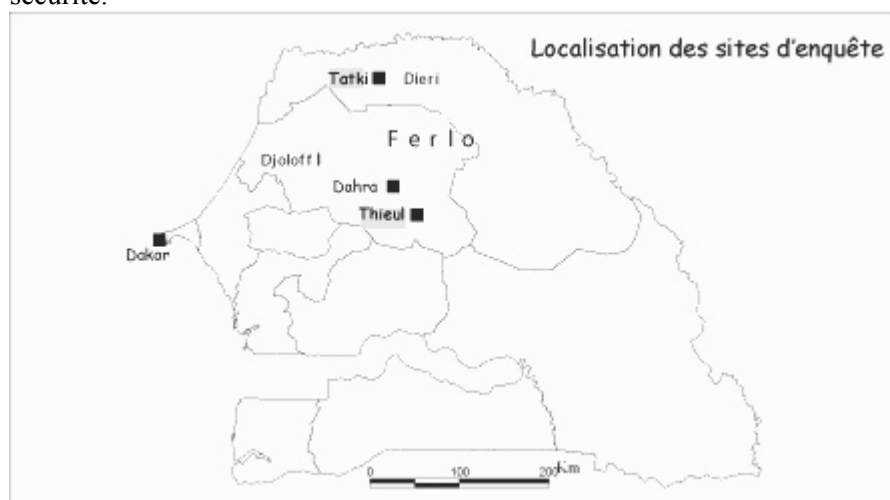 sécurité.
Localisation des sites d'enquête
Tatki Dieri
Ferlo
Djoloff
Dahra
Thieul
Dakar
0 100 200 Km